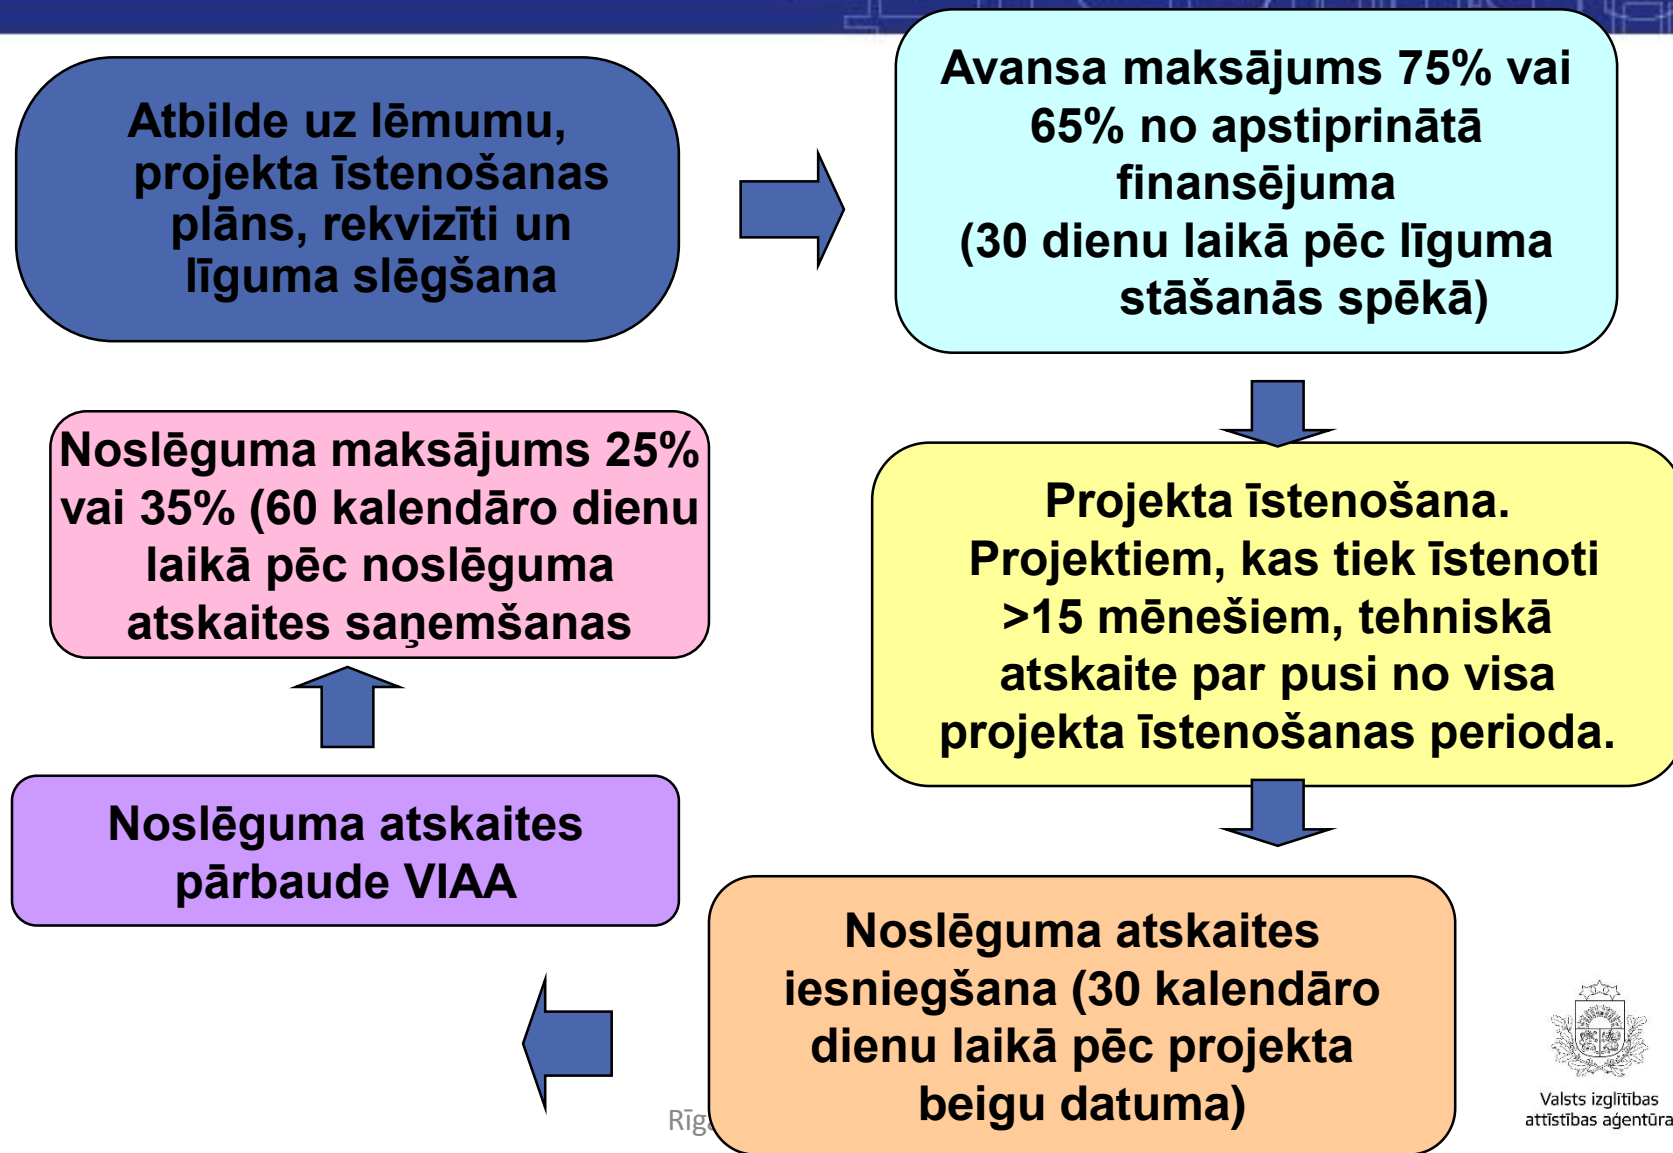 Atbilde uz lēmumu,
projekta īstenošanas
plāns, rekvizīti un
līguma slēgšana
Avansa maksājums 75% vai
65% no apstiprinātā
finansējuma
(30 dienu laikā pēc līguma
stāšanās spēkā)
Projekta īstenošana.
Projektiem, kas tiek īstenoti
>15 mēnešiem, tehniskā
atskaite par pusi no visa
projekta īstenošanas perioda.
Noslēguma atskaites
iesniegšana (30 kalendāro
dienu laikā pēc projekta
beigu datuma)
Noslēguma atskaites
pārbaude VIAA
Noslēguma maksājums 25%
vai 35% (60 kalendāro dienu
laikā pēc noslēguma
atskaites saņemšanas
Valsts izglītības
attīstības aģentūra